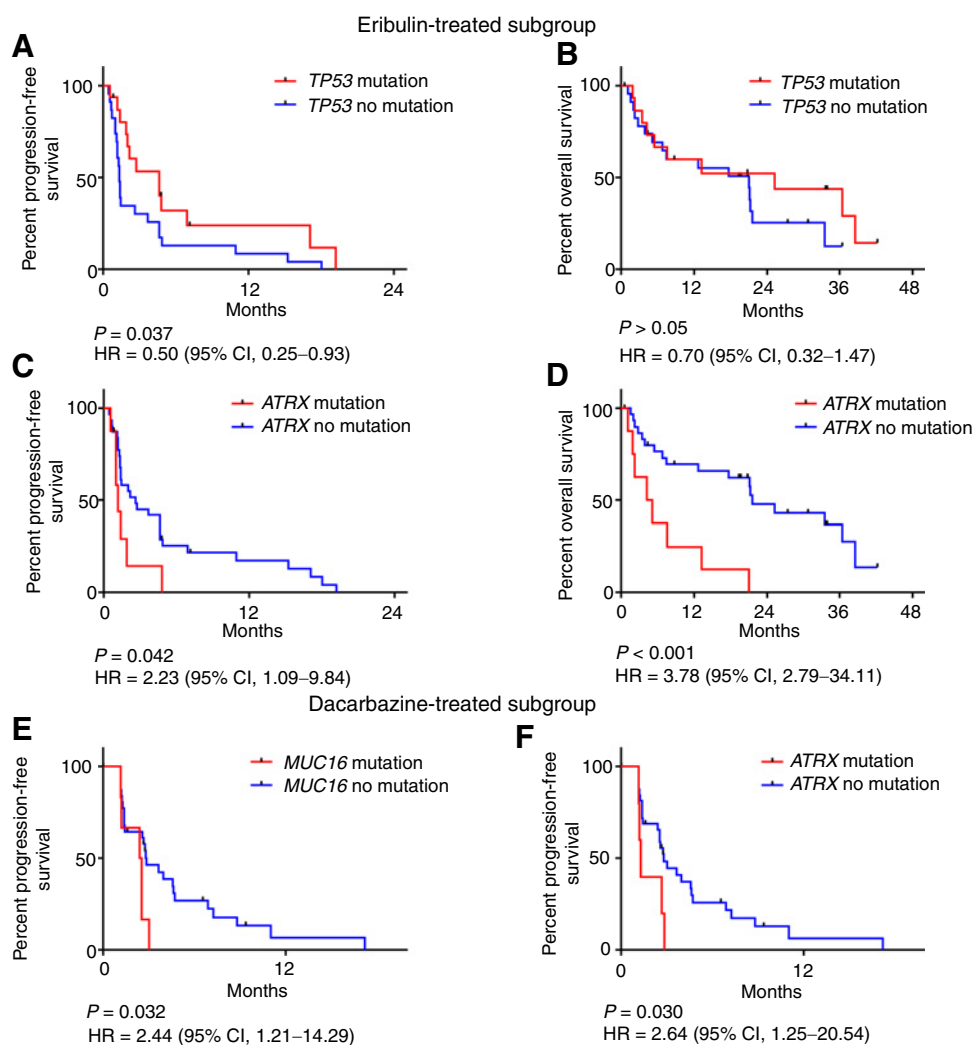 Eribulin-treated subgroup
A
Percent progression-free
survival
100
50
0
TP53 mutation
TP53 no mutation
0 12 24
Months
P = 0.037
HR = 0.50 (95% CI, 0.25–0.93)
B
Percent overall survival
100
50
0
TP53 mutation
TP53 no mutation
0 12 24 36 48
Months
P > 0.05
HR = 0.70 (95% CI, 0.32–1.47)
C
Percent progression-free
survival
100
50
0
ATRX mutation
ATRX no mutation
0 12 24
Months
P = 0.042
HR = 2.23 (95% CI, 1.09–9.84)
D
Percent overall survival
100
50
0
ATRX mutation
ATRX no mutation
0 12 24 36 48
Months
P < 0.001
HR = 3.78 (95% CI, 2.79–34.11)
Dacarbazine-treated subgroup
E
Percent progression-free
survival
100
50
0
MUC16 mutation
MUC16 no mutation
0 12
Months
P = 0.032
HR = 2.44 (95% CI, 1.21–14.29)
F
Percent progression-free
survival
100
50
0
ATRX mutation
ATRX no mutation
0 12
Months
P = 0.030
HR = 2.64 (95% CI, 1.25–20.54)